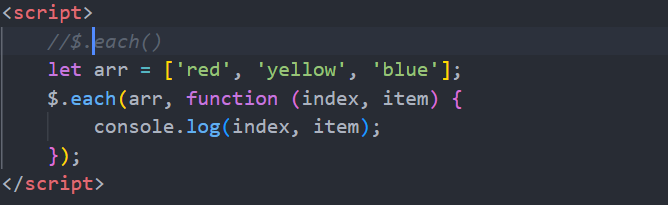 <script>
//$.each()
let arr = ['red', 'yellow', 'blue'];
$.each(arr, function (index, item) {
console.log(index, item);
});
</script>